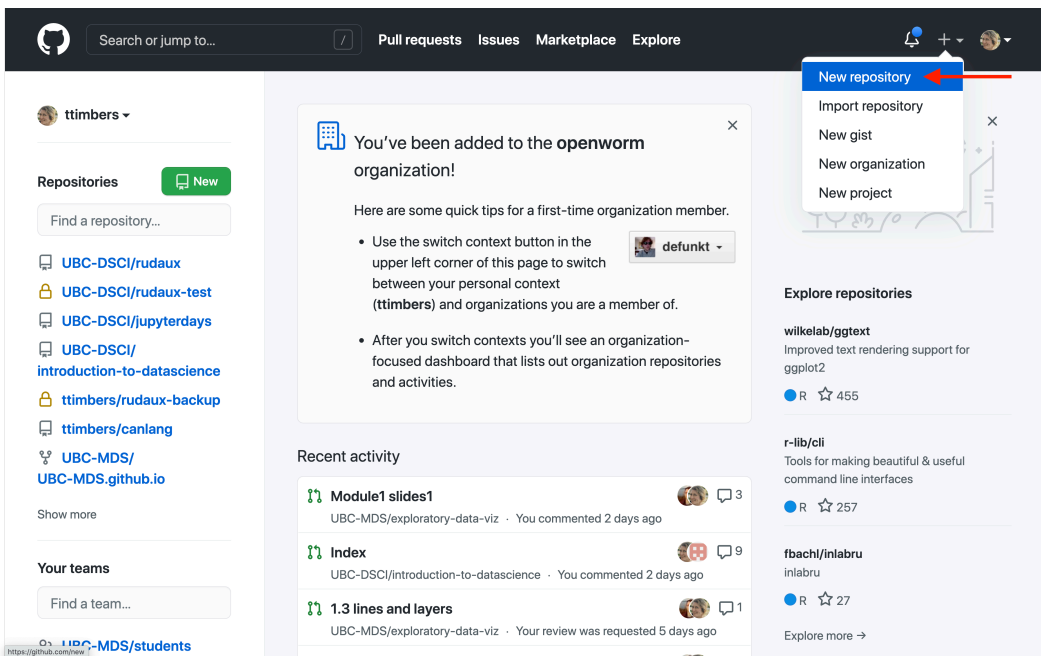 Search or jump to...
/
Pull requests
Issues
Marketplace
Explore
New repository
Import repository
New gist
New organization
New project
ttimbers
Repositories
New
Find a repository...
UBC-DSCI/rudaux
UBC-DSCI/rudaux-test
UBC-DSCI/jupyterdays
UBC-DSCI/
introduction-to-datascience
ttimbers/rudaux-backup
ttimbers/canlang
UBC-MDS/
UBC-MDS.github.io
Show more
Your teams
Find a team...
UBC-MDS/students
https://github.com/new
You've been added to the openworm
organization!
Here are some quick tips for a first-time organization member.
• Use the switch context button in the
upper left corner of this page to switch
between your personal context
(ttimbers) and organizations you are a member of.
defunkt
• After you switch contexts you'll see an organization-
focused dashboard that lists out organization repositories
and activities.
Recent activity
Module1 slides1
3
UBC-MDS/exploratory-data-viz · You commented 2 days ago
Index
9
UBC-DSCI/introduction-to-datascience · You commented 2 days ago
1.3 lines and layers
1
UBC-MDS/exploratory-data-viz · Your review was requested 5 days ago
Explore repositories
wilkelab/ggtext
Improved text rendering support for
ggplot2
R 455
r-lib/cli
Tools for making beautiful & useful
command line interfaces
R 257
fbachl/inlabru
inlabru
R 27
Explore more →